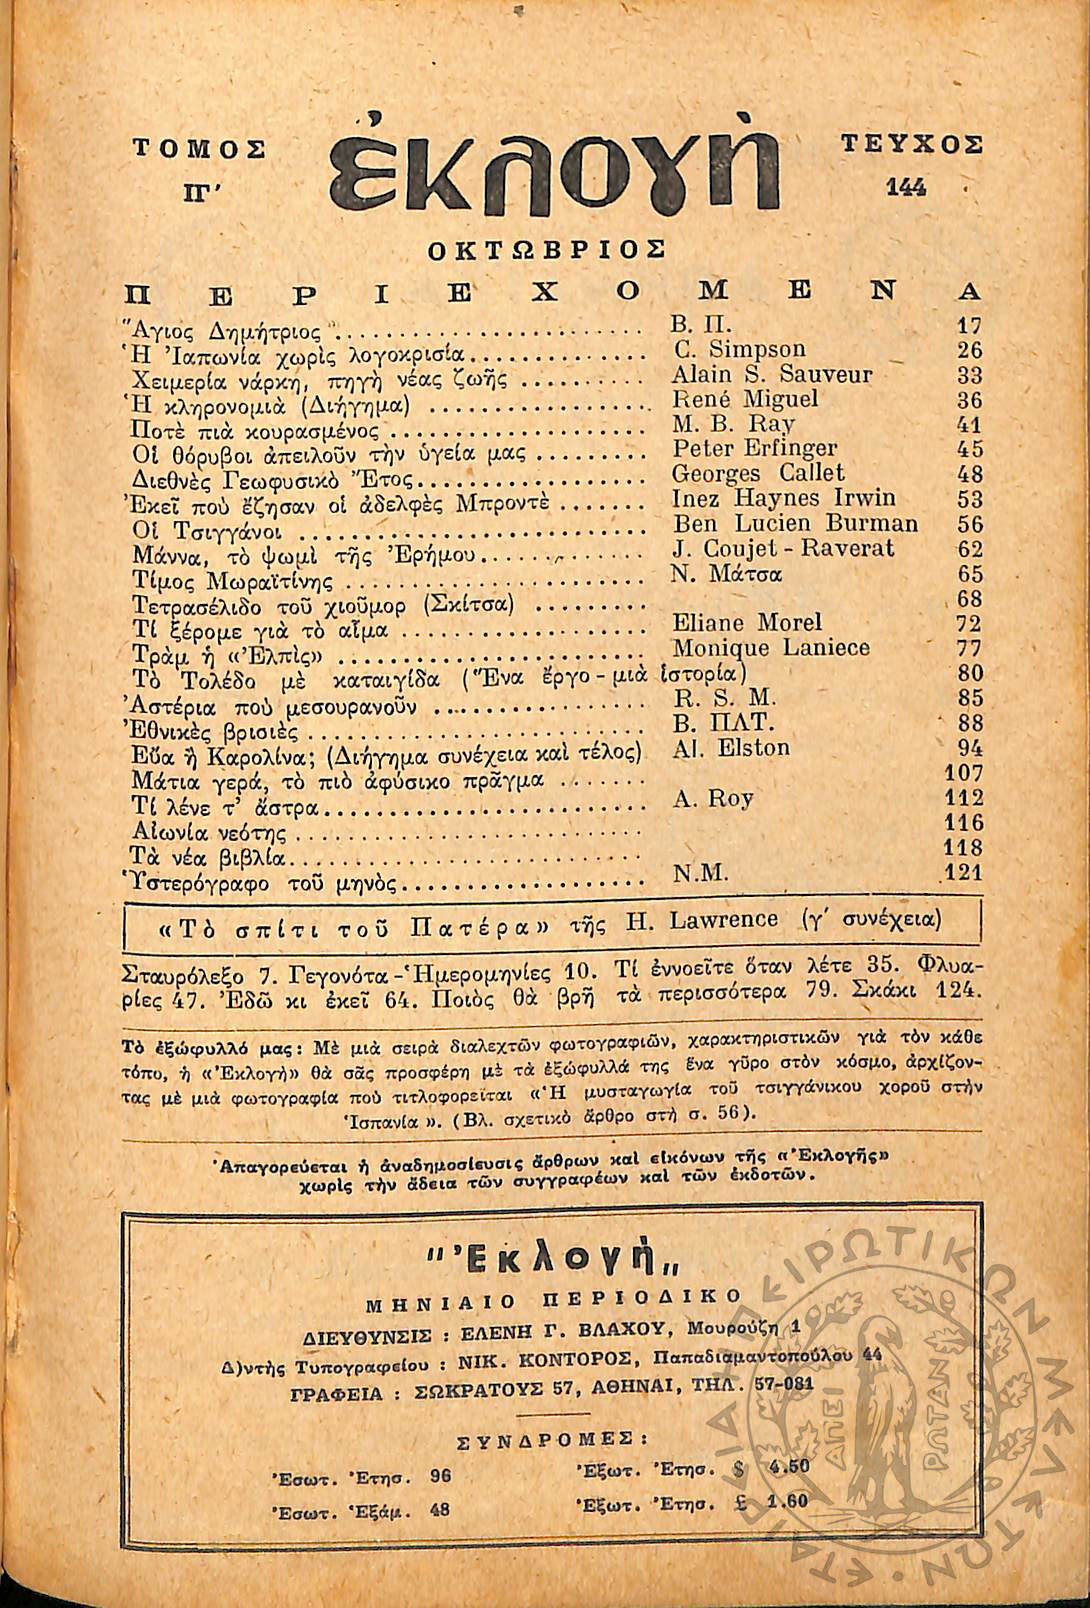 ΤΟΜΟΣ ἐκλογὴ ΤΕΥΧΟΣ
ΙΓ' 144
ΟΚΤΩΒΡΙΟΣ
ΠΕΡΙΕΧΟΜΕΝΑ
"Αγιος Δημήτριος ........................ Β. Π. 17
Ἡ Ἰαπωνία χωρὶς λογοκρισία............... C. Simpson 26
Χειμερία νάρκη, πηγὴ νέας ζωῆς .......... Alain S. Sauveur 33
Ἡ κληρονομιὰ (Διήγημα) .................. René Miguel 36
Ποτὲ πιὰ κουρασμένος .................... M. B. Ray 41
Οἱ θόρυβοι ἀπειλοῦν τὴν ὑγεία μας ......... Peter Erfinger 45
Διεθνὲς Γεωφυσικὸ Ἔτος.................. Georges Callet 48
Ἐκεῖ ποὺ ἔζησαν οἱ ἀδελφὲς Μπροντὲ ....... Inez Haynes Irwin 53
Οἱ Τσιγγάνοι ........................... Ben Lucien Burman 56
Μάννα, τὸ ψωμὶ τῆς Ἐρήμου............. J. Coujet - Raverat 62
Τίμος Μωραϊτίνης ....................... Ν. Μάτσα 65
Τετρασέλιδο τοῦ χιοῦμορ (Σκίτσα) ......... 68
Τί ξέρομε γιὰ τὸ αἷμα ................... Eliane Morel 72
Τρὰμ ἡ «Ἐλπὶς» ........................ Monique Laniece 77
Τὸ Τολέδο μὲ καταιγίδα (Ἕνα ἔργο - μιὰ ἱστορία) 80
Ἀστέρια ποὺ μεσουρανοῦν ................ R. S. M. 85
Ἐθνικὲς βρισιὲς .......................... Β. ΠΛΤ. 88
Εὔα ἢ Καρολίνα; (Διήγημα συνέχεια καὶ τέλος) Al. Elston 94
Μάτια γερά, τὸ πιὸ ἀφύσικο πρᾶγμα ....... 107
Τί λένε τ' ἄστρα......................... A. Roy 112
Αἰωνία νεότης ........................... 116
Τὰ νέα βιβλία........................... 118
Ὑστερόγραφο τοῦ μηνὸς................... Ν.Μ. 121
«Τὸ σπίτι τοῦ Πατέρα» τῆς H. Lawrence (γ' συνέχεια)
Σταυρόλεξο 7. Γεγονότα - Ἡμερομηνίες 10. Τί ἐννοεῖτε ὅταν λέτε 35. Φλυα-
ρίες 47. Ἐδῶ κι ἐκεῖ 64. Ποιὸς θὰ βρῆ τὰ περισσότερα 79. Σκάκι 124.
Τὸ ἐξώφυλλό μας: Μὲ μιὰ σειρὰ διαλεχτῶν φωτογραφιῶν, χαρακτηριστικῶν γιὰ τὸν κάθε
τόπο, ἡ «Ἐκλογὴ» θὰ σᾶς προσφέρη μὲ τὰ ἐξώφυλλά της ἕνα γῦρο στὸν κόσμο, ἀρχίζον-
τας μὲ μιὰ φωτογραφία ποὺ τιτλοφορεῖται «Ἡ μυσταγωγία τοῦ τσιγγάνικου χοροῦ στὴν
Ἱσπανία». (Βλ. σχετικὸ ἄρθρο στὴ σ. 56).
Ἀπαγορεύεται ἡ ἀναδημοσίευσις ἄρθρων καὶ εἰκόνων τῆς «Ἐκλογῆς»
χωρὶς τὴν ἄδεια τῶν συγγραφέων καὶ τῶν ἐκδοτῶν.
"Ἐκλογὴ„
ΜΗΝΙΑΙΟ ΠΕΡΙΟΔΙΚΟ
ΔΙΕΥΘΥΝΣΙΣ : ΕΛΕΝΗ Γ. ΒΛΑΧΟΥ, Μουρούζη 1
Δ)ντὴς Τυπογραφείου : ΝΙΚ. ΚΟΝΤΟΡΟΣ, Παπαδιαμαντοπούλου 44
ΓΡΑΦΕΙΑ : ΣΩΚΡΑΤΟΥΣ 57, ΑΘΗΝΑΙ, ΤΗΛ. 57-081
ΣΥΝΔΡΟΜΕΣ:
Ἐσωτ. Ἐτησ. 96 Ἐξωτ. Ἐτησ. $ 4.50
Ἐσωτ. Ἑξάμ. 48 Ἐξωτ. Ἐτησ. £ 1.60
ΕΤΑΙΡΕΙΑ ΗΠΕΙΡΩΤΙΚΩΝ ΜΕΛΕΤΩΝ
ΑΠΕΙ ΡΩΤΑΝ